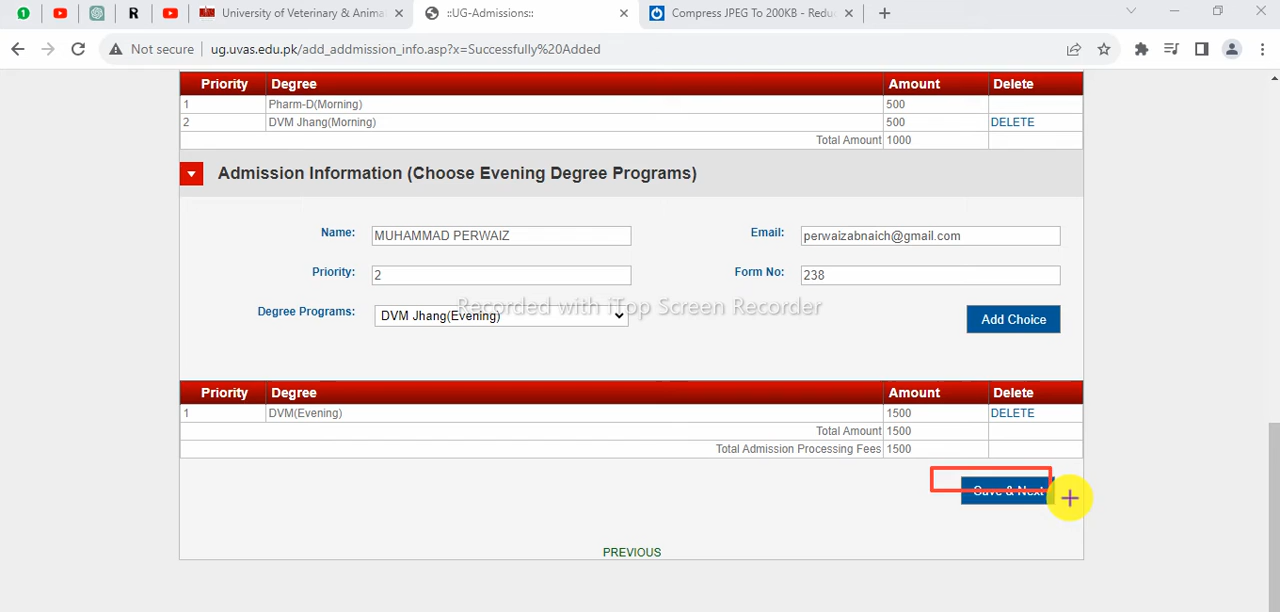 1 R University of Veterinary & Anima ::UG-Admissions:: Compress JPEG To 200KB - Redu
Not secure ug.uvas.edu.pk/add_addmission_info.asp?x=Successfully%20Added
Priority Degree Amount Delete
1 Pharm-D(Morning) 500
2 DVM Jhang(Morning) 500 DELETE
Total Amount 1000
Admission Information (Choose Evening Degree Programs)
Name: MUHAMMAD PERWAIZ Email: perwaizabnaich@gmail.com
Priority: 2 Form No: 238
Recorded with iTop Screen Recorder
Degree Programs: DVM Jhang(Evening) Add Choice
Priority Degree Amount Delete
1 DVM(Evening) 1500 DELETE
Total Amount 1500
Total Admission Processing Fees 1500
Save & Next
PREVIOUS